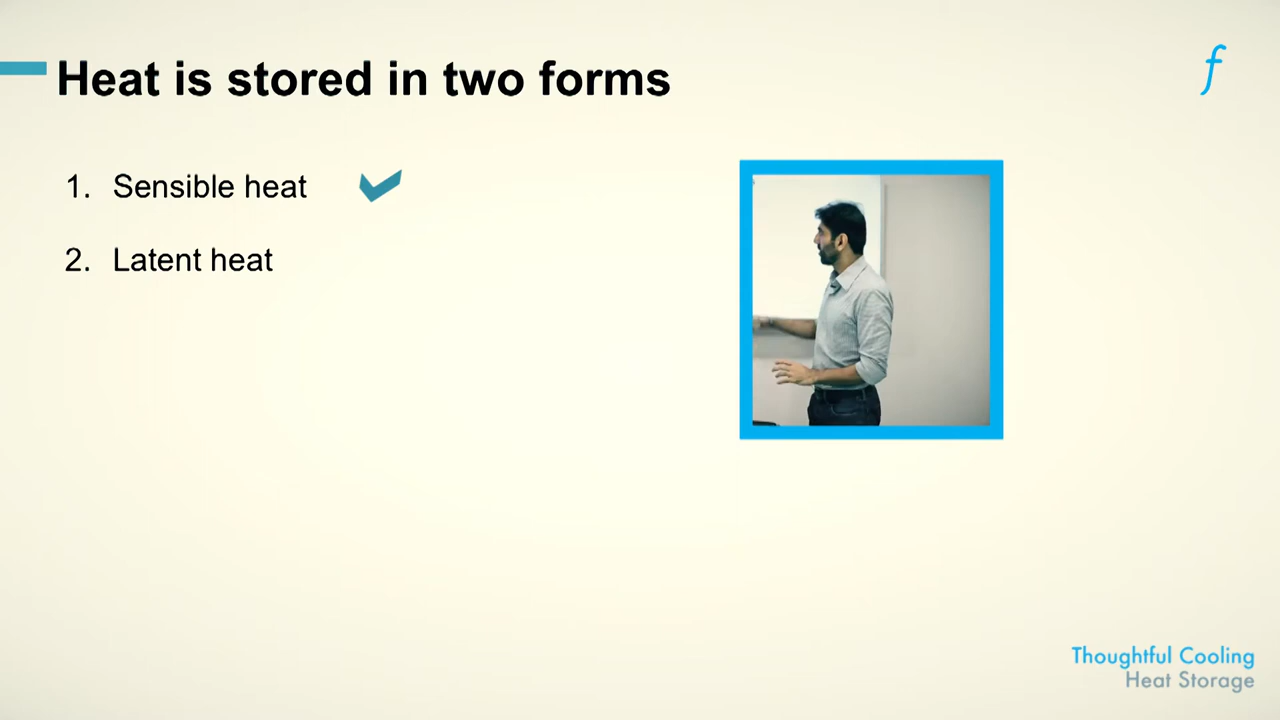 Heat is stored in two forms
f
1. Sensible heat
2. Latent heat
Thoughtful Cooling
Heat Storage